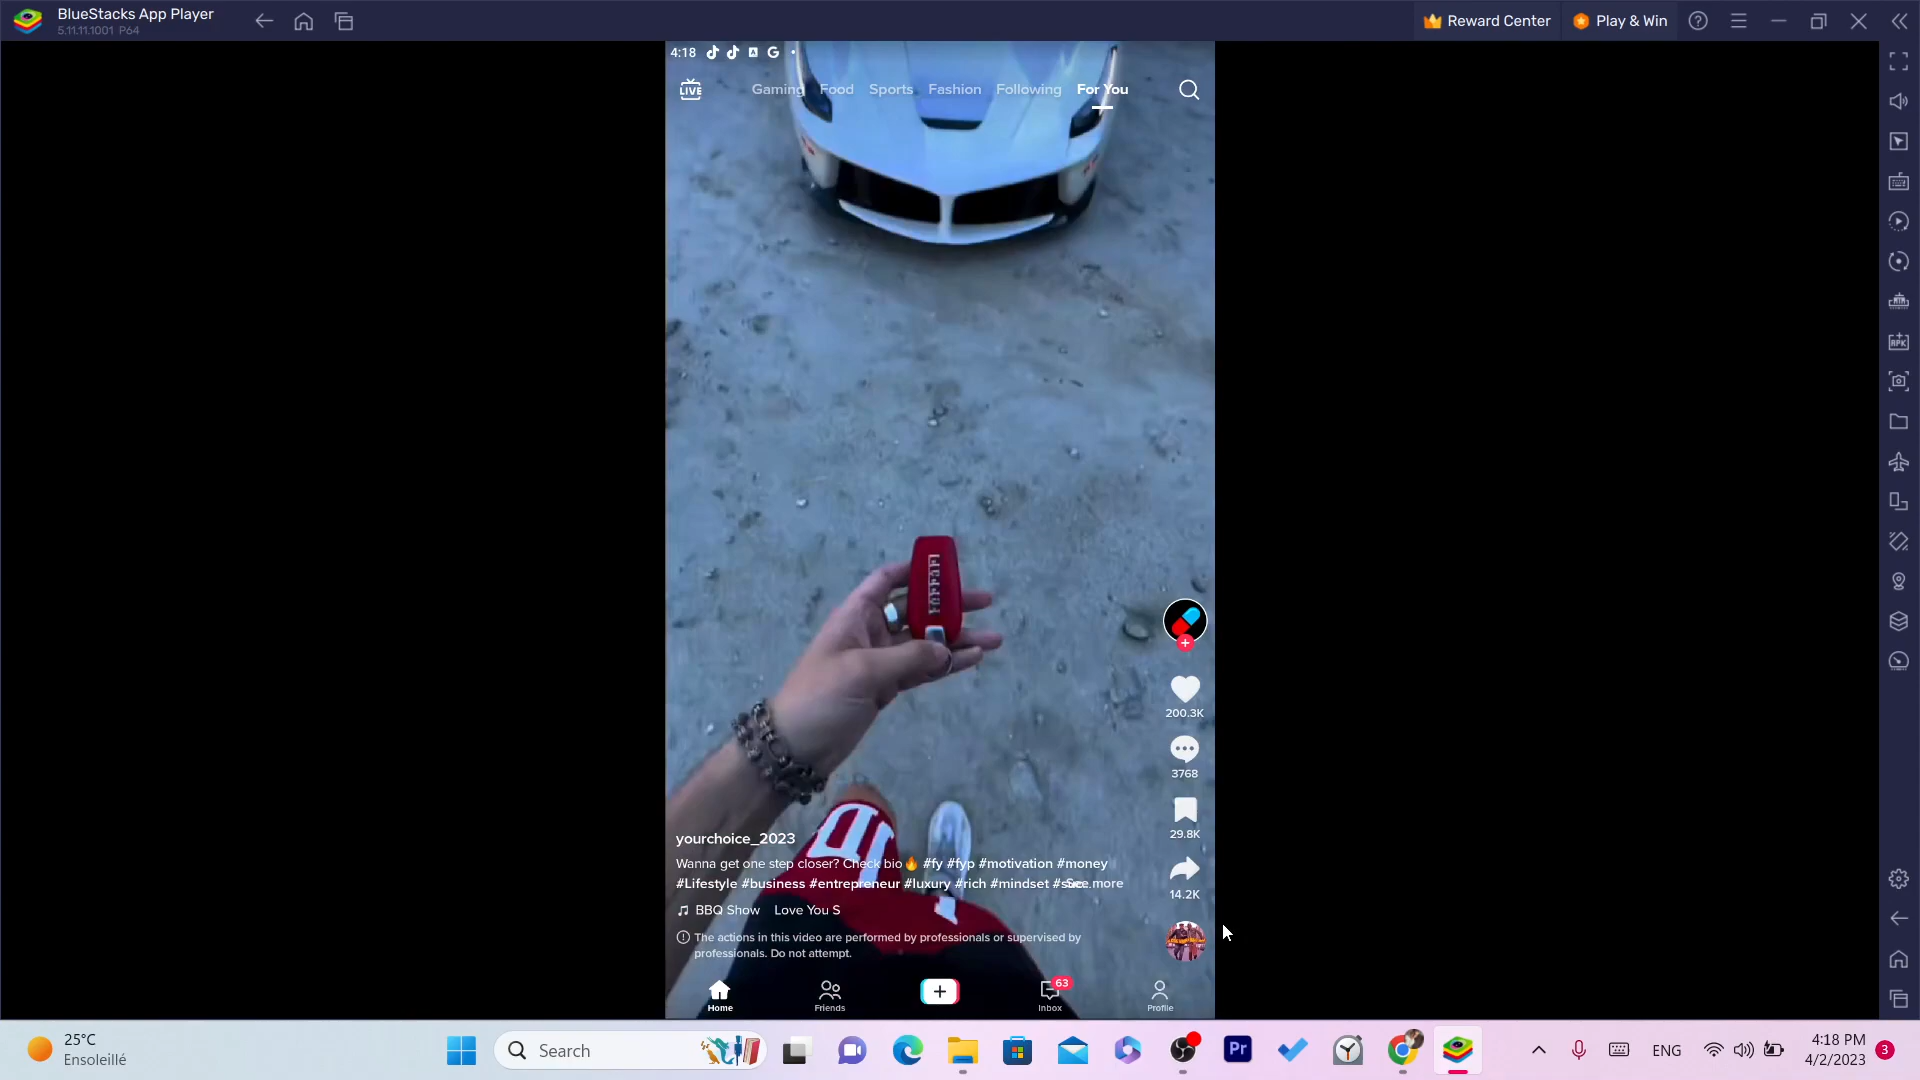 BlueStacks App Player
5.11.11.1001 P64
Reward Center
Play & Win
4:18
LIVE
Gaming Food Sports Fashion Following For You
Ferrari
200.3K
3768
29.8K
14.2K
yourchoice_2023
Wanna get one step closer? Check bio🔥 #fy #fyp #motivation #money
#Lifestyle #business #entrepreneur #luxury #rich #mindset #suc... See more
BBQ Show Love You S
The actions in this video are performed by professionals or supervised by
professionals. Do not attempt.
Home
Friends
63
Inbox
Profile
25°C
Ensoleillé
Search
Pr
ENG
4:18 PM
4/2/2023
3